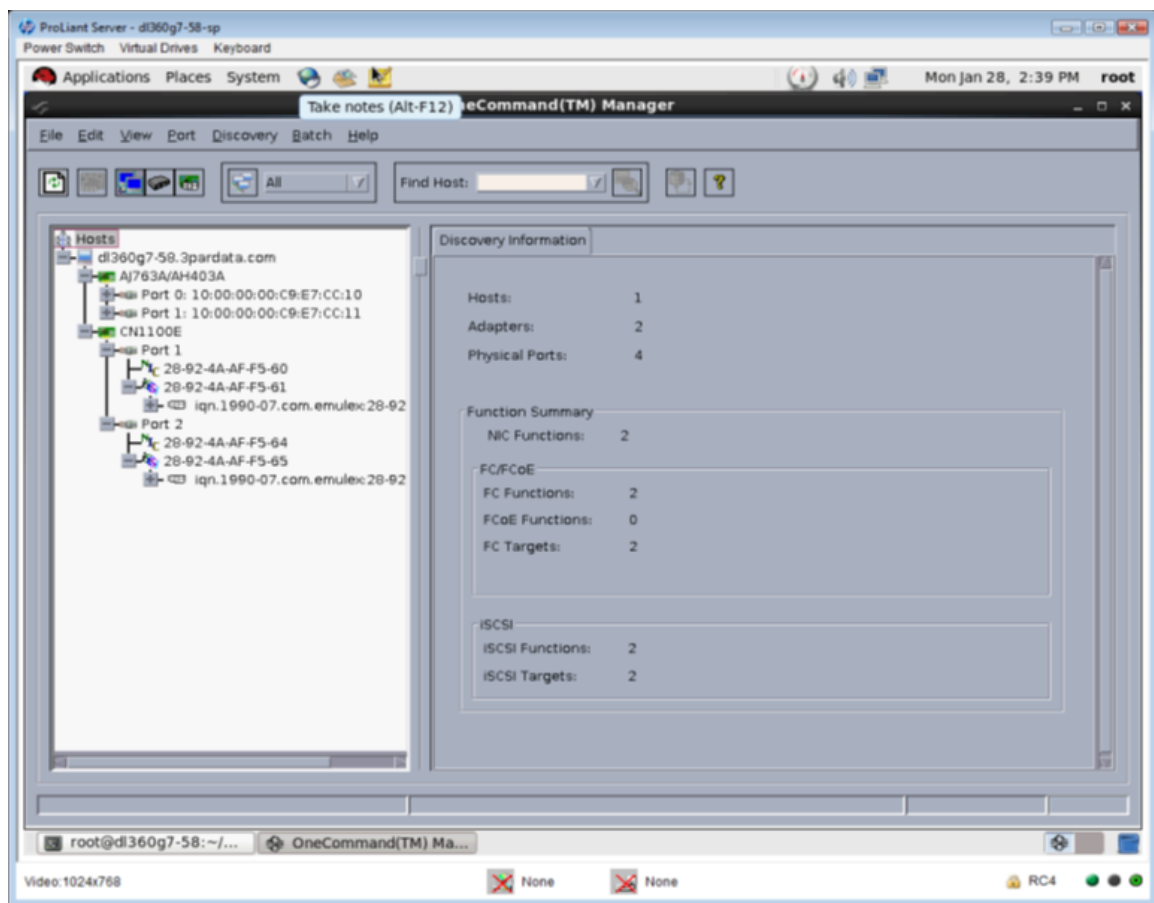 ProLiant Server - dl360g7-58-sp
Power Switch Virtual Drives Keyboard
Applications Places System Mon Jan 28, 2:39 PM root
Take notes (Alt-F12) eCommand(TM) Manager
File Edit View Port Discovery Batch Help
All Find Host:
Hosts
dl360g7-58.3pardata.com
AJ763A/AH403A
Port 0: 10:00:00:00:C9:E7:CC:10
Port 1: 10:00:00:00:C9:E7:CC:11
CN1100E
Port 1
28-92-4A-AF-F5-60
28-92-4A-AF-F5-61
iqn.1990-07.com.emulex:28-92
Port 2
28-92-4A-AF-F5-64
28-92-4A-AF-F5-65
iqn.1990-07.com.emulex:28-92
Discovery Information
Hosts: 1
Adapters: 2
Physical Ports: 4
Function Summary
NIC Functions: 2
FC/FCoE
FC Functions: 2
FCoE Functions: 0
FC Targets: 2
iSCSI
iSCSI Functions: 2
iSCSI Targets: 2
root@dl360g7-58:~/... OneCommand(TM) Ma...
Video:1024x768 None None RC4